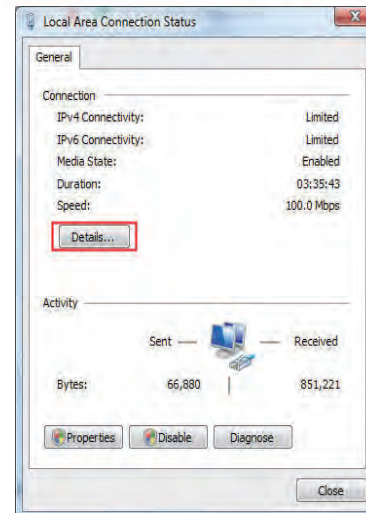 Local Area Connection Status
General
Connection
IPv4 Connectivity: Limited
IPv6 Connectivity: Limited
Media State: Enabled
Duration: 03:35:43
Speed: 100.0 Mbps
Details...
Activity
Sent Received
Bytes: 66,880 851,221
Properties Disable Diagnose
Close